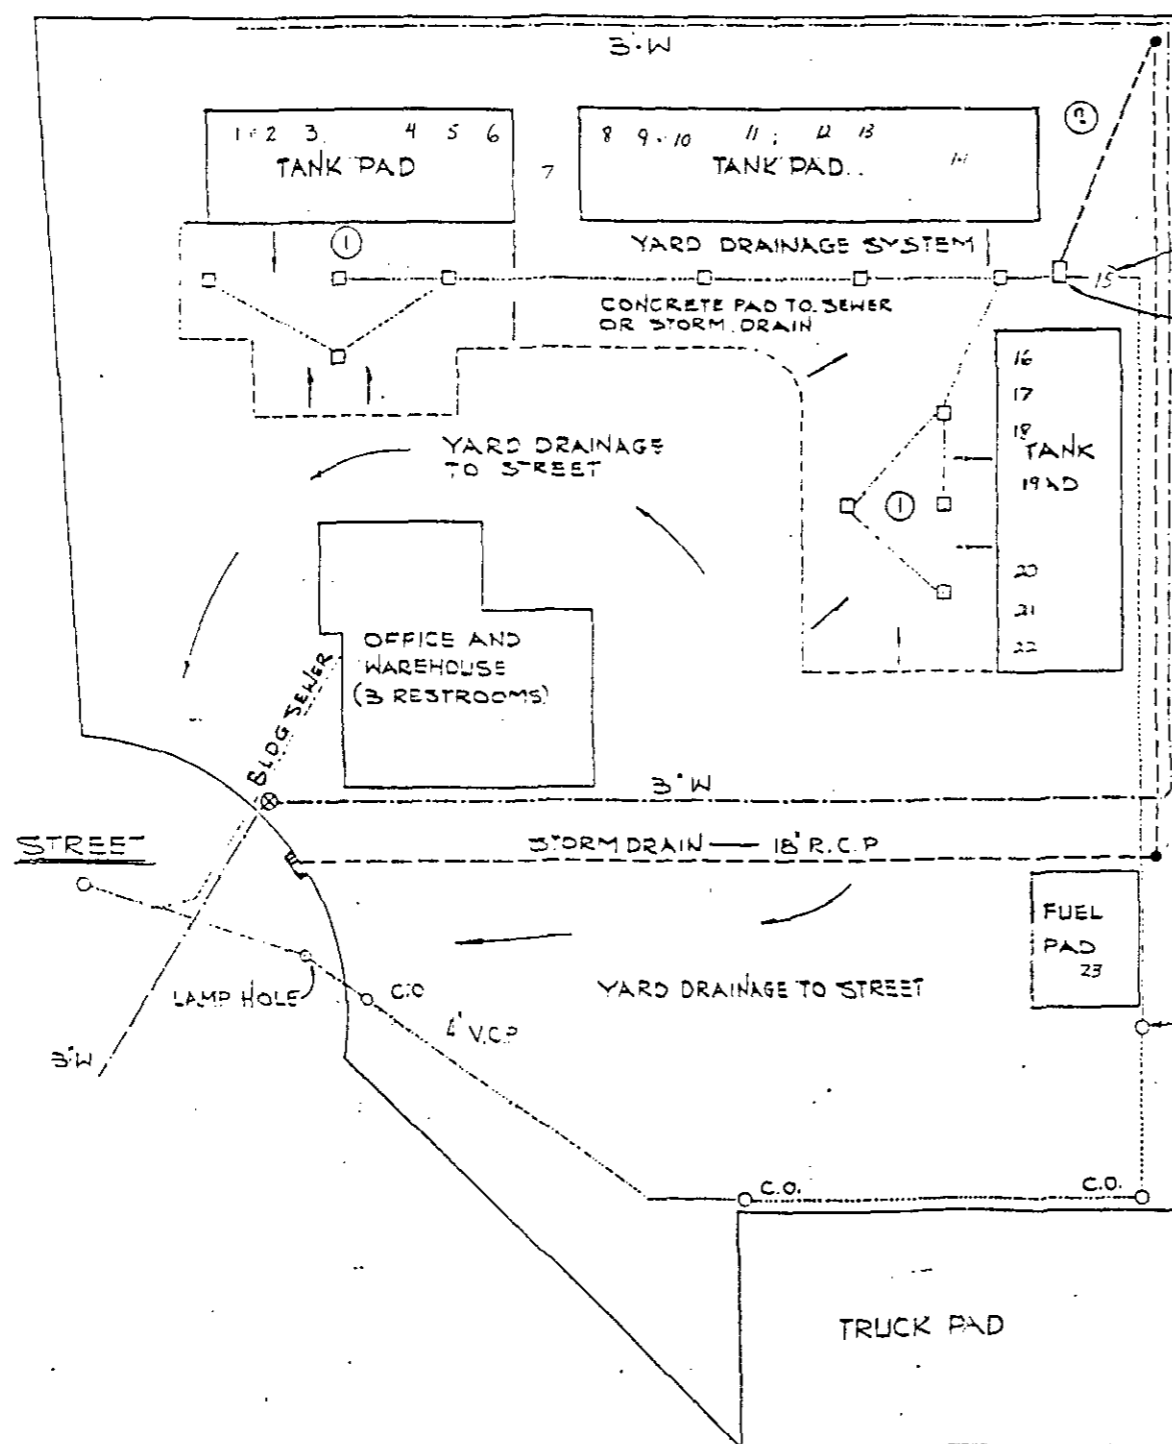 3" W
1 2 3 4 5 6
TANK PAD
7
8 9 10 11 12 13
TANK PAD
14
?
1
YARD DRAINAGE SYSTEM
15
CONCRETE PAD TO SEWER
OR STORM DRAIN
16
17
18
TANK
19 AD
20
21
22
YARD DRAINAGE
TO STREET
1
OFFICE AND
WAREHOUSE
(3 RESTROOMS)
BLDG SEWER
3" W
STREET
STORM DRAIN — 18" R.C.P
FUEL
PAD
23
LAMP HOLE
C.O
YARD DRAINAGE TO STREET
4" V.C.P
3" W
C.O.
C.O.
TRUCK PAD